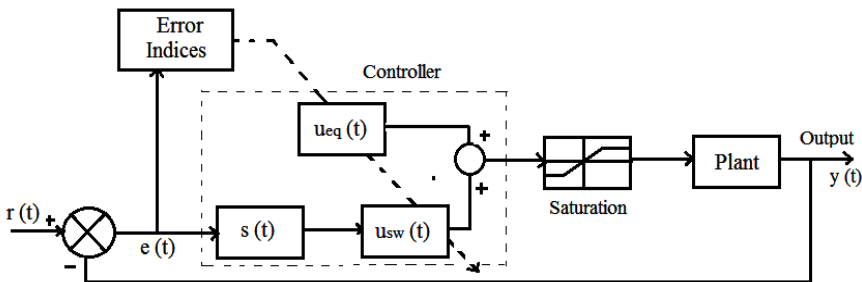 Error
Indices
Controller
ueq (t)
+
Output
Plant
y (t)
+
Saturation
r (t)
+
s (t)
usw (t)
e (t)
−